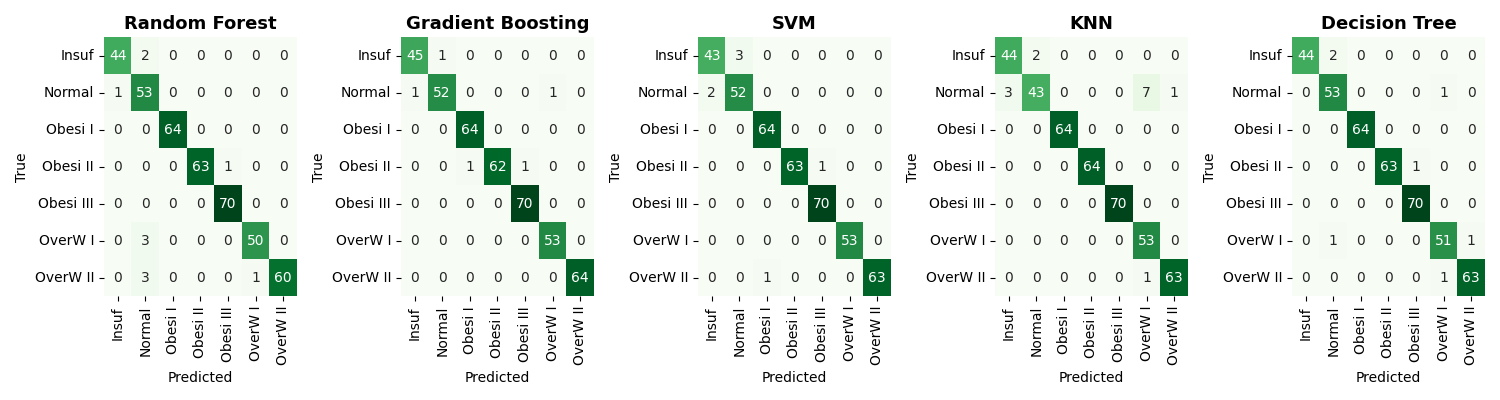 Random Forest
True
Insuf 44 2 0 0 0 0 0
Normal 1 53 0 0 0 0 0
Obesi I 0 0 64 0 0 0 0
Obesi II 0 0 0 63 1 0 0
Obesi III 0 0 0 0 70 0 0
OverW I 0 3 0 0 0 50 0
OverW II 0 3 0 0 0 1 60
Insuf Normal Obesi I Obesi II Obesi III OverW I OverW II
Predicted
Gradient Boosting
True
Insuf 45 1 0 0 0 0 0
Normal 1 52 0 0 0 1 0
Obesi I 0 0 64 0 0 0 0
Obesi II 0 0 1 62 1 0 0
Obesi III 0 0 0 0 70 0 0
OverW I 0 0 0 0 0 53 0
OverW II 0 0 0 0 0 0 64
Insuf Normal Obesi I Obesi II Obesi III OverW I OverW II
Predicted
SVM
True
Insuf 43 3 0 0 0 0 0
Normal 2 52 0 0 0 0 0
Obesi I 0 0 64 0 0 0 0
Obesi II 0 0 0 63 1 0 0
Obesi III 0 0 0 0 70 0 0
OverW I 0 0 0 0 0 53 0
OverW II 0 0 1 0 0 0 63
Insuf Normal Obesi I Obesi II Obesi III OverW I OverW II
Predicted
KNN
True
Insuf 44 2 0 0 0 0 0
Normal 3 43 0 0 0 7 1
Obesi I 0 0 64 0 0 0 0
Obesi II 0 0 0 64 0 0 0
Obesi III 0 0 0 0 70 0 0
OverW I 0 0 0 0 0 53 0
OverW II 0 0 0 0 0 1 63
Insuf Normal Obesi I Obesi II Obesi III OverW I OverW II
Predicted
Decision Tree
True
Insuf 44 2 0 0 0 0 0
Normal 0 53 0 0 0 1 0
Obesi I 0 0 64 0 0 0 0
Obesi II 0 0 0 63 1 0 0
Obesi III 0 0 0 0 70 0 0
OverW I 0 1 0 0 0 51 1
OverW II 0 0 0 0 0 1 63
Insuf Normal Obesi I Obesi II Obesi III OverW I OverW II
Predicted